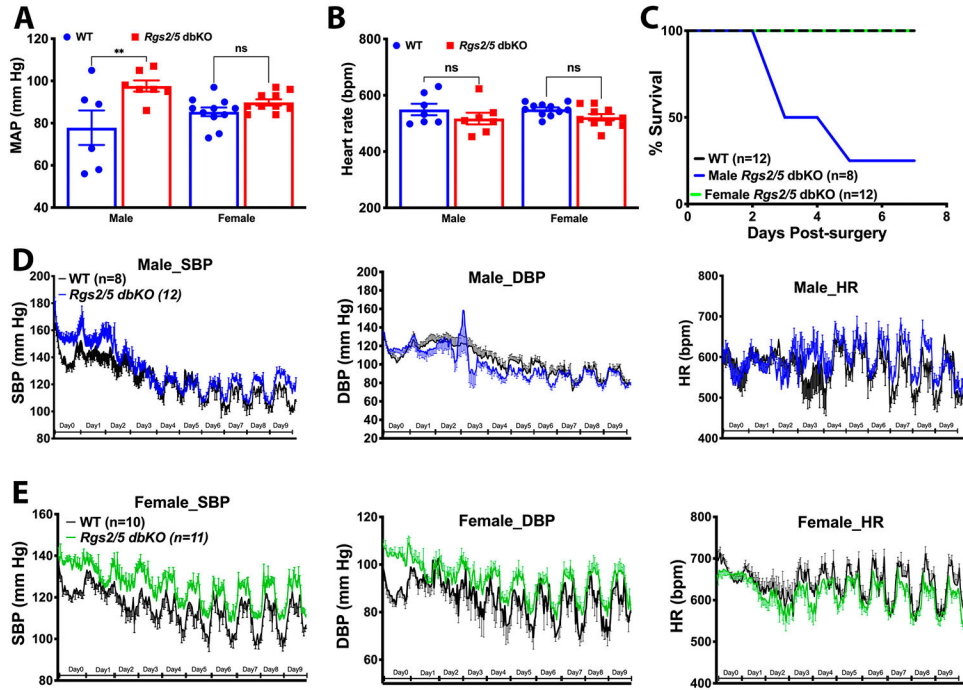 A
WT
Rgs2/5 dbKO
MAP (mm Hg)
120
100
80
60
40
**
ns
Male
Female
B
WT
Rgs2/5 dbKO
Heart rate (bpm)
800
600
400
200
ns
ns
Male
Female
C
% Survival
100
50
0
WT (n=12)
Male Rgs2/5 dbKO (n=8)
Female Rgs2/5 dbKO (n=12)
0 2 4 6 8
Days Post-surgery
D
Male_SBP
WT (n=8)
Rgs2/5 dbKO (12)
SBP (mm Hg)
200
180
160
140
120
100
80
Day0 Day1 Day2 Day3 Day4 Day5 Day6 Day7 Day8 Day9
Male_DBP
DBP (mm Hg)
200
180
160
140
120
100
80
60
40
20
Day0 Day1 Day2 Day3 Day4 Day5 Day6 Day7 Day8 Day9
Male_HR
HR (bpm)
700
600
500
400
Day0 Day1 Day2 Day3 Day4 Day5 Day6 Day7 Day8 Day9
E
Female_SBP
WT (n=10)
Rgs2/5 dbKO (n=11)
SBP (mm Hg)
160
140
120
100
80
Day0 Day1 Day2 Day3 Day4 Day5 Day6 Day7 Day8 Day9
Female_DBP
DBP (mm Hg)
120
100
80
60
Day0 Day1 Day2 Day3 Day4 Day5 Day6 Day7 Day8 Day9
Female_HR
HR (bpm)
800
700
600
500
400
Day0 Day1 Day2 Day3 Day4 Day5 Day6 Day7 Day8 Day9